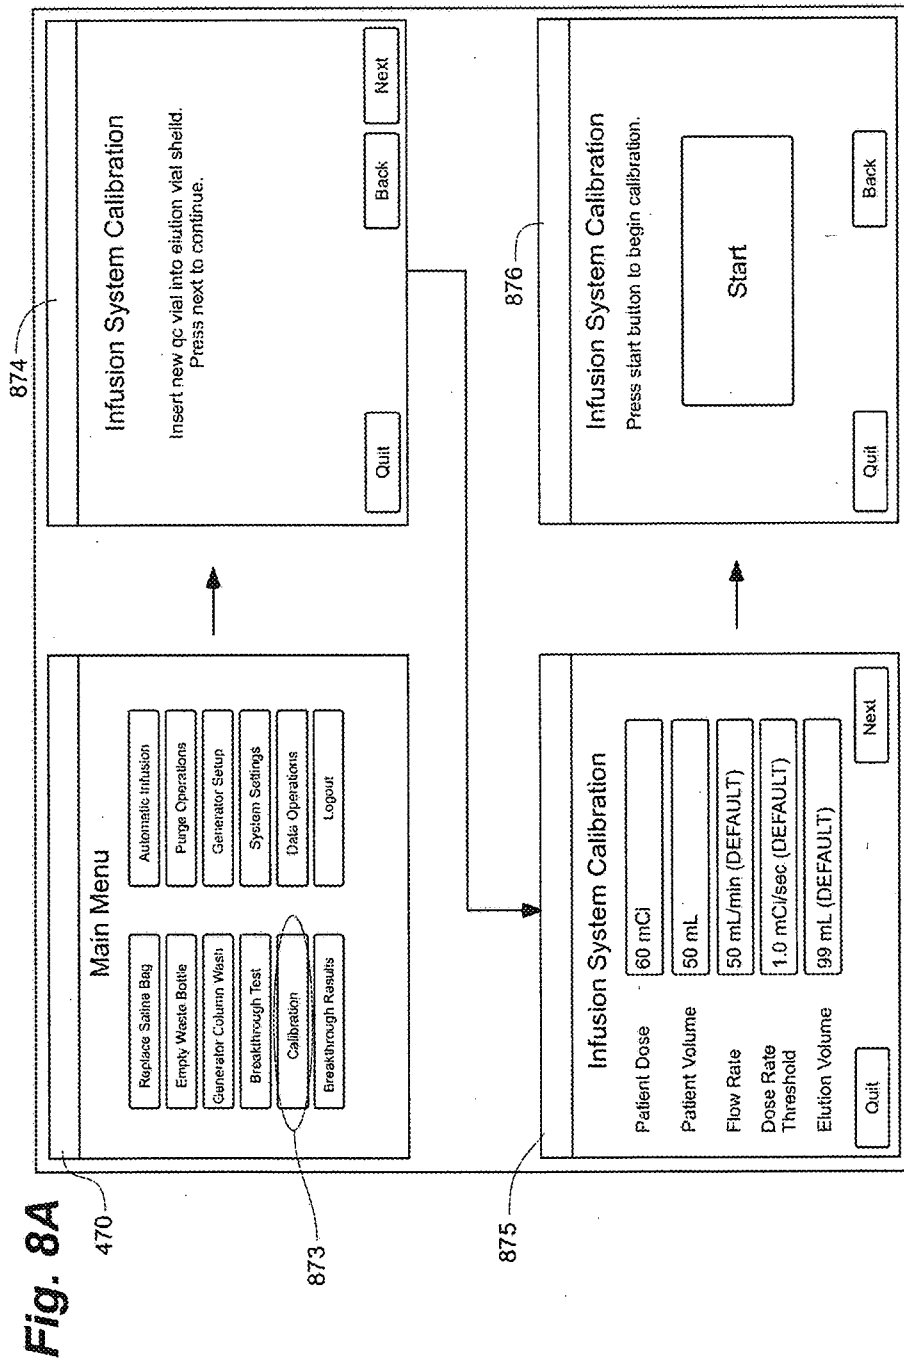 Fig. 8A
470
Main Menu
Replace Saline Bag
Automatic Infusion
Empty Waste Bottle
Purge Operations
Generator Column Wash
Generator Setup
Breakthrough Test
System Settings
Calibration
Data Operations
Breakthrough Results
Logout
873
874
Infusion System Calibration
Insert new qc vial into elution vial sheild.
Press next to continue.
Quit
Back
Next
875
Infusion System Calibration
Patient Dose
60 mCi
Patient Volume
50 mL
Flow Rate
50 mL/min (DEFAULT)
Dose Rate
Threshold
1.0 mCi/sec (DEFAULT)
Elution Volume
99 mL (DEFAULT)
Quit
Next
876
Infusion System Calibration
Press start button to begin calibration.
Start
Quit
Back